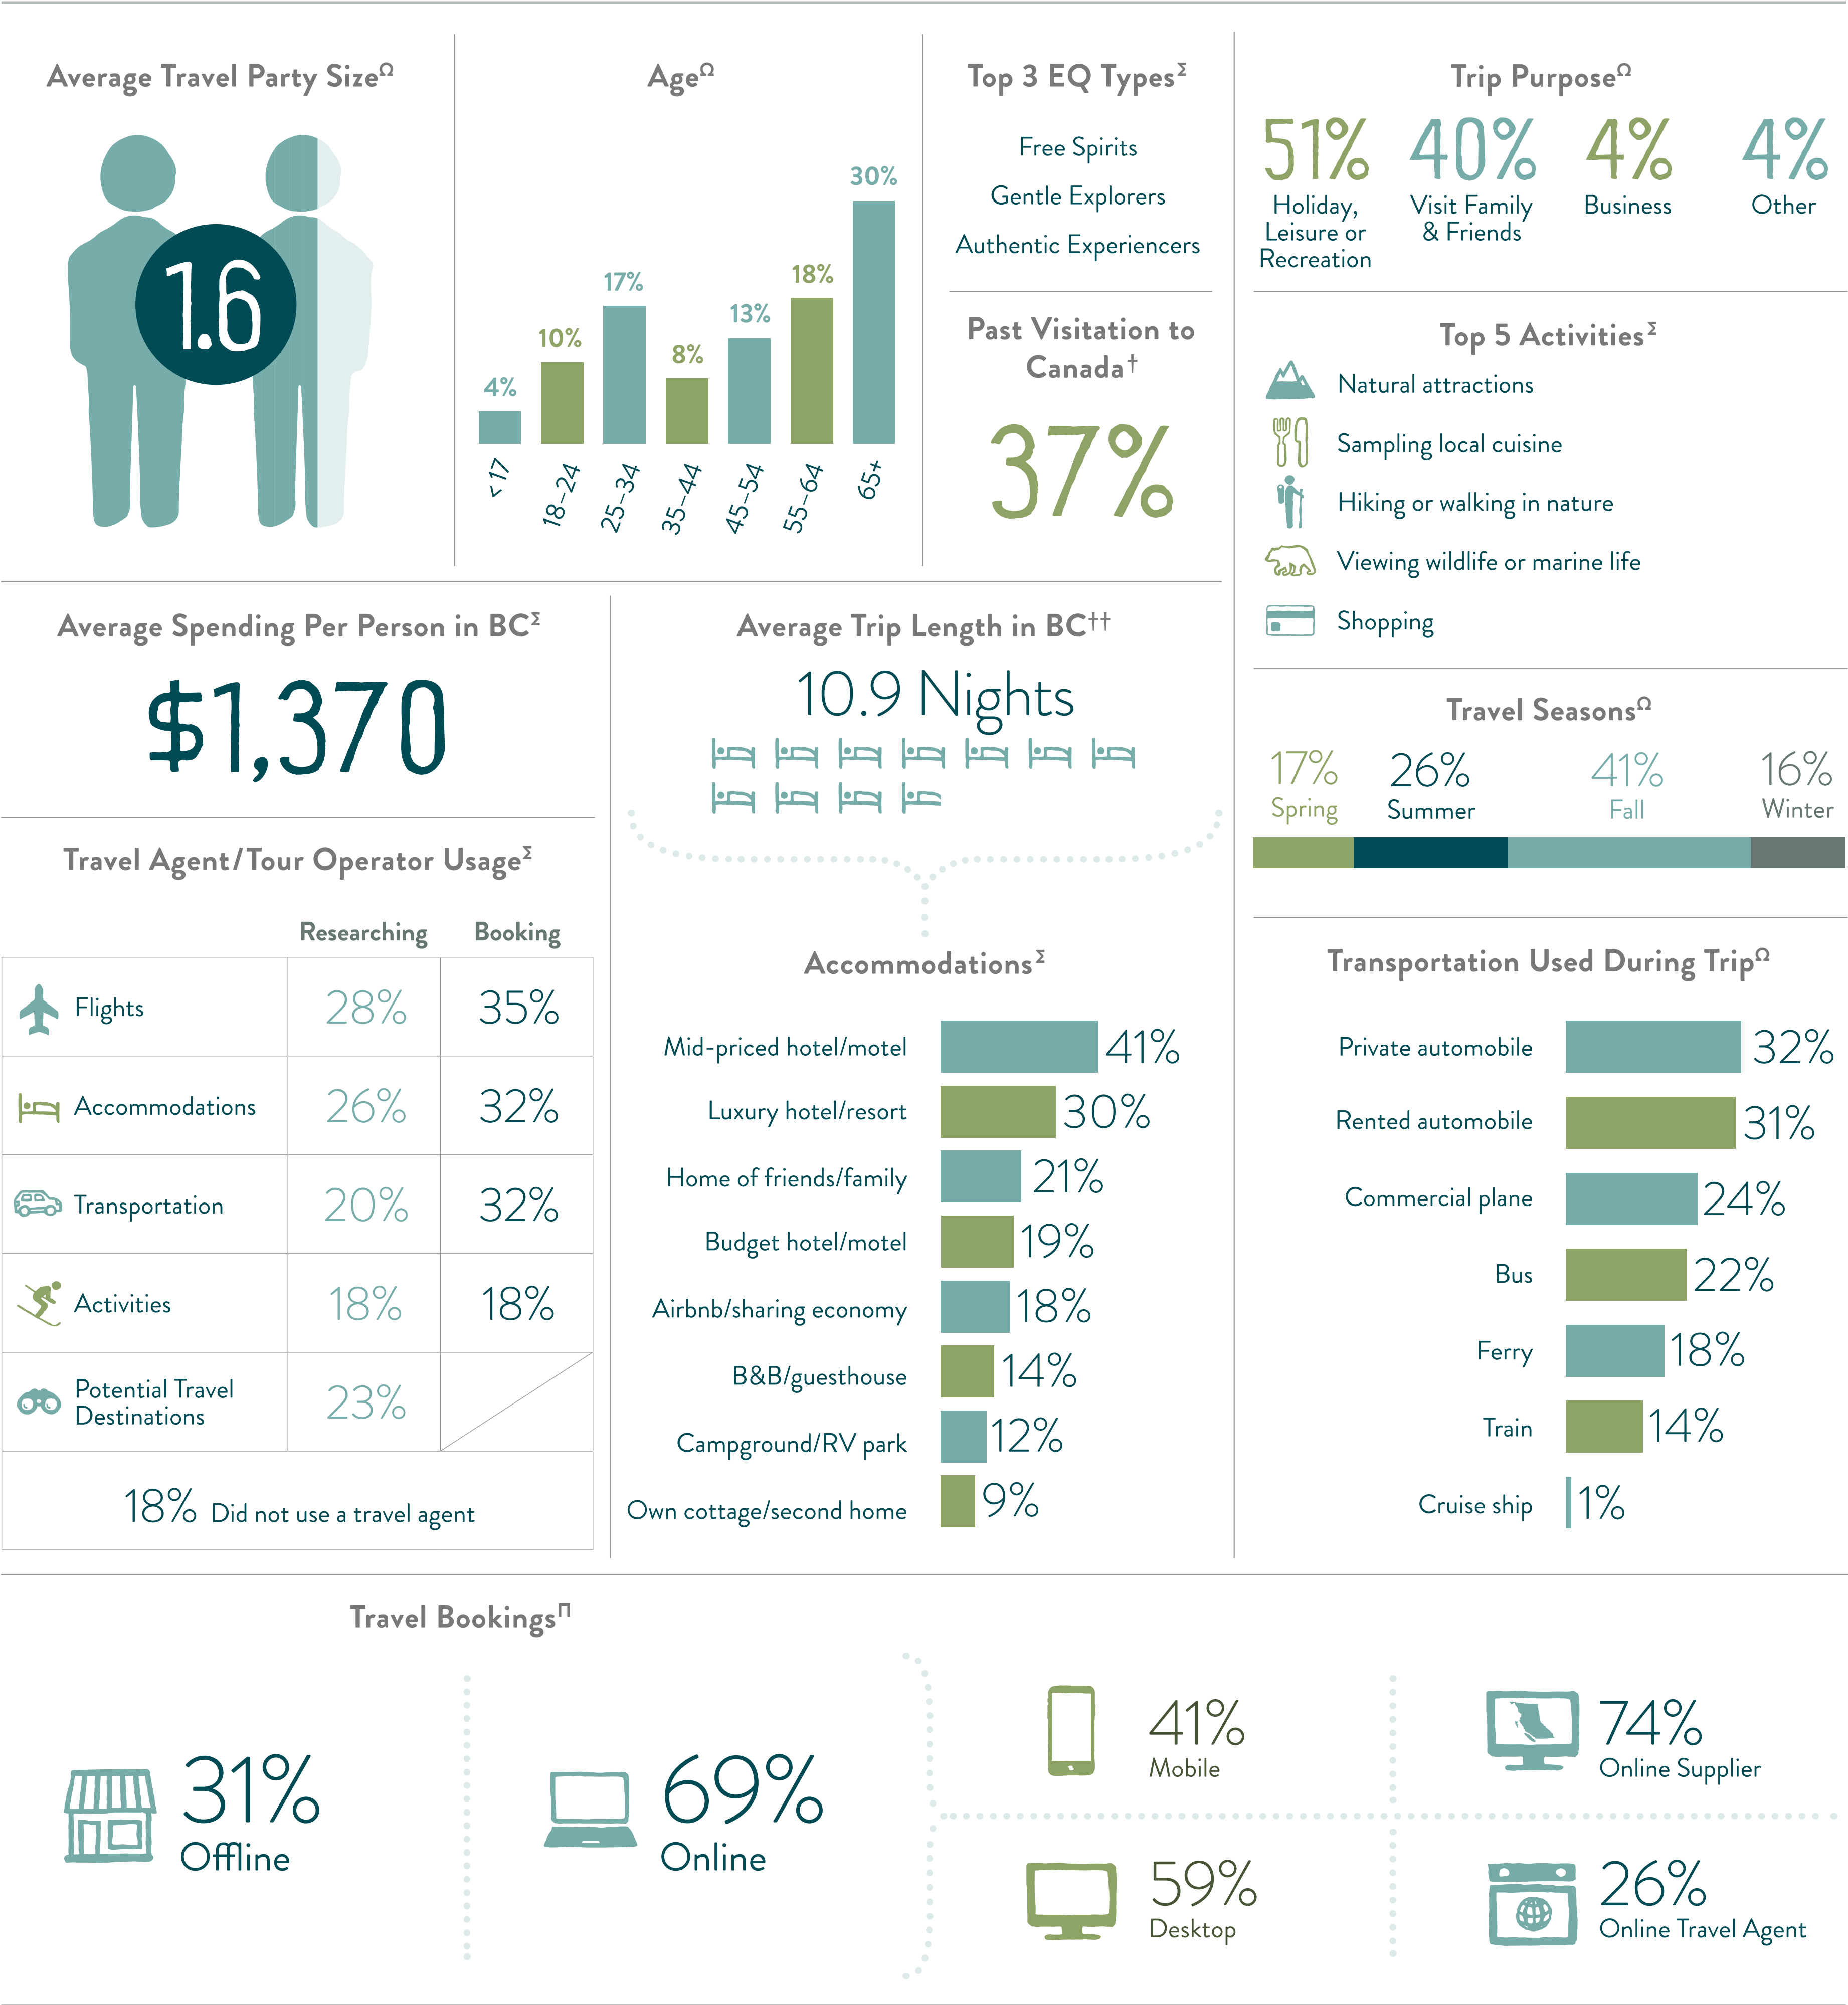 Average Travel Party SizeΩ
1.6
AgeΩ
4%
10%
17%
8%
13%
18%
30%
<17
18–24
25–34
35–44
45–54
55–64
65+
Top 3 EQ TypesΣ
Free Spirits
Gentle Explorers
Authentic Experiencers
Past Visitation to
Canada†
37%
Trip PurposeΩ
51%
Holiday,
Leisure or
Recreation
40%
Visit Family
& Friends
4%
Business
4%
Other
Top 5 ActivitiesΣ
Natural attractions
Sampling local cuisine
Hiking or walking in nature
Viewing wildlife or marine life
Shopping
Average Spending Per Person in BCΣ
$1,370
Average Trip Length in BC††
10.9 Nights
Travel SeasonsΩ
17%
Spring
26%
Summer
41%
Fall
16%
Winter
Travel Agent/Tour Operator UsageΣ
Researching Booking
Flights 28% 35%
Accommodations 26% 32%
Transportation 20% 32%
Activities 18% 18%
Potential Travel
Destinations 23%
18% Did not use a travel agent
AccommodationsΣ
Mid-priced hotel/motel 41%
Luxury hotel/resort 30%
Home of friends/family 21%
Budget hotel/motel 19%
Airbnb/sharing economy 18%
B&B/guesthouse 14%
Campground/RV park 12%
Own cottage/second home 9%
Transportation Used During TripΩ
Private automobile 32%
Rented automobile 31%
Commercial plane 24%
Bus 22%
Ferry 18%
Train 14%
Cruise ship 1%
Travel BookingsΠ
31%
Offline
69%
Online
41%
Mobile
59%
Desktop
74%
Online Supplier
26%
Online Travel Agent